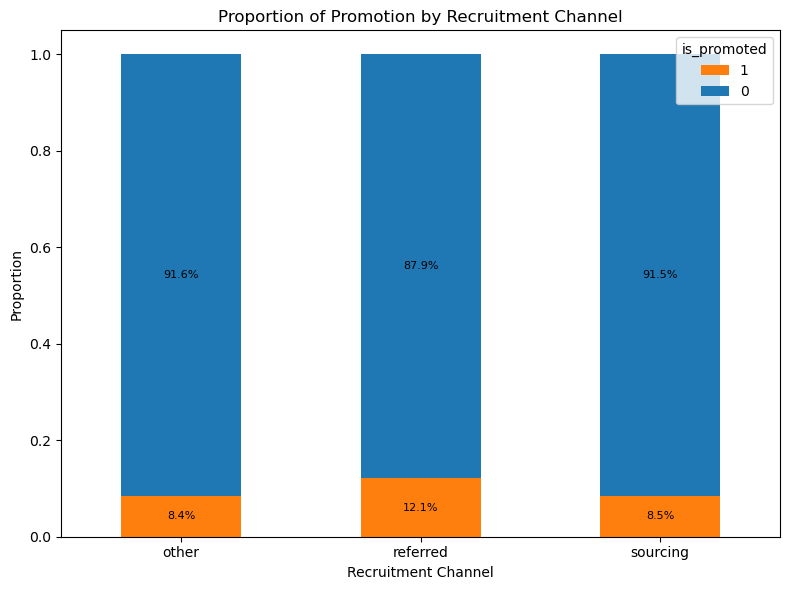 Proportion of Promotion by Recruitment Channel
is_promoted
1
0
1.0
0.8
0.6
0.4
0.2
0.0
Proportion
91.6%
87.9%
91.5%
8.4%
12.1%
8.5%
other
referred
sourcing
Recruitment Channel